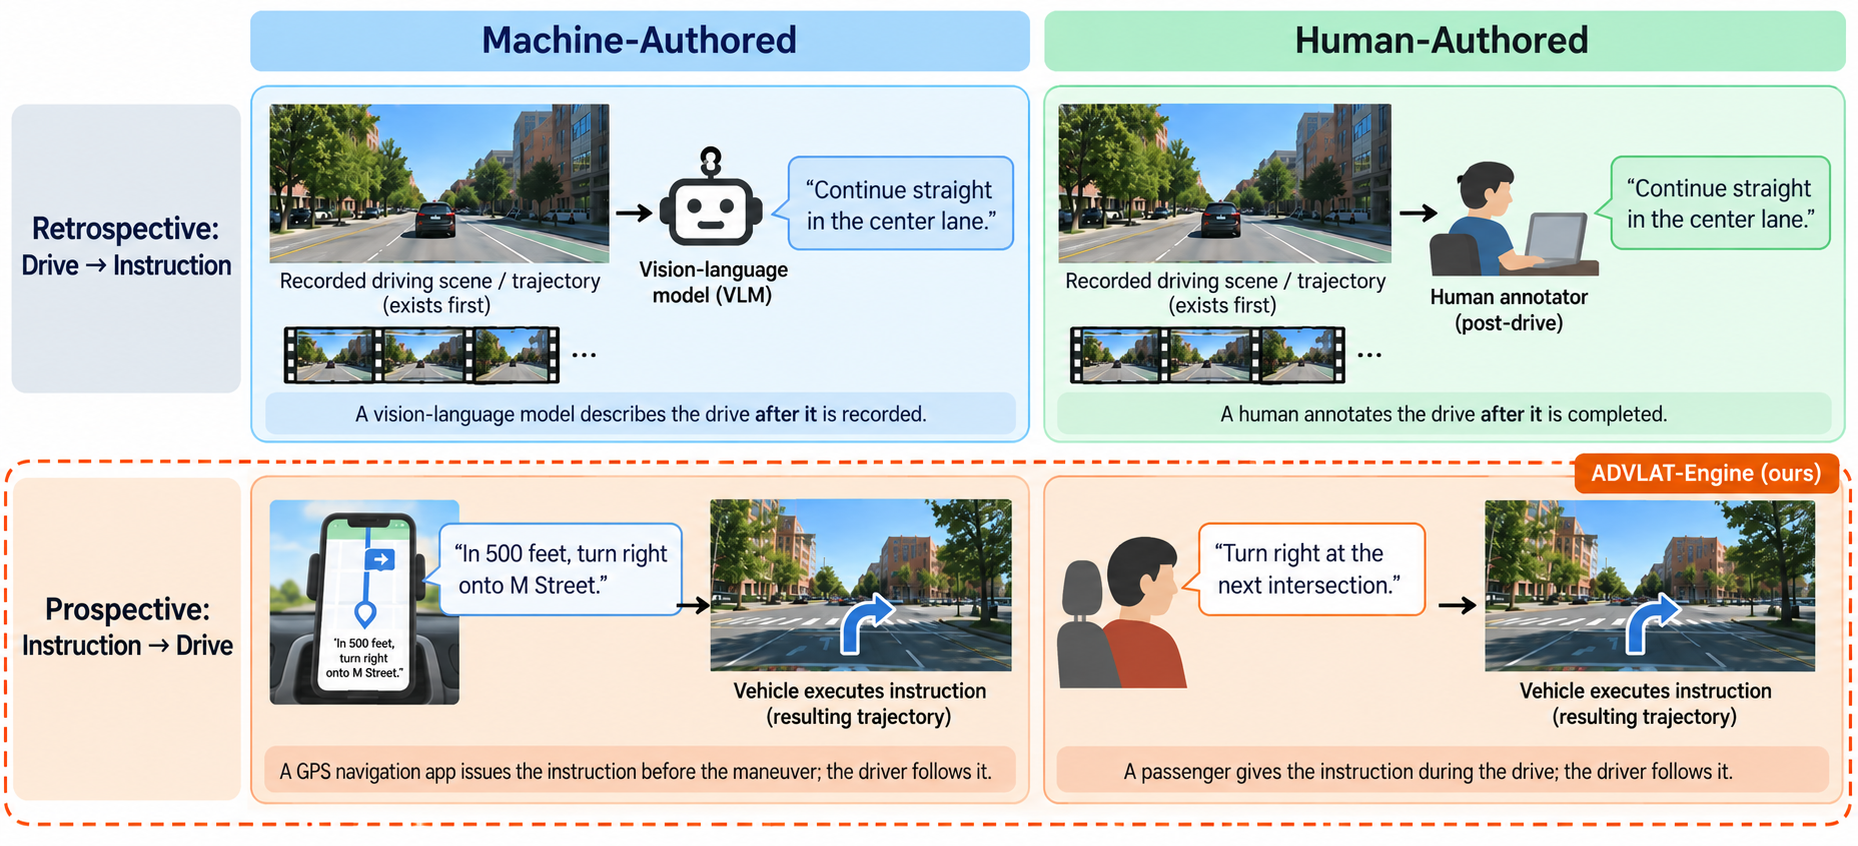 Machine-Authored
Human-Authored
Retrospective:
Drive → Instruction
“Continue straight
in the center lane.”
Vision-language
model (VLM)
Recorded driving scene / trajectory
(exists first)
...
A vision-language model describes the drive after it is recorded.
“Continue straight
in the center lane.”
Human annotator
(post-drive)
Recorded driving scene / trajectory
(exists first)
...
A human annotates the drive after it is completed.
ADVLAT-Engine (ours)
Prospective:
Instruction → Drive
“In 500 feet,
turn right
onto M Street.”
“In 500 feet, turn right
onto M Street.”
Vehicle executes instruction
(resulting trajectory)
A GPS navigation app issues the instruction before the maneuver; the driver follows it.
“Turn right at the
next intersection.”
Vehicle executes instruction
(resulting trajectory)
A passenger gives the instruction during the drive; the driver follows it.